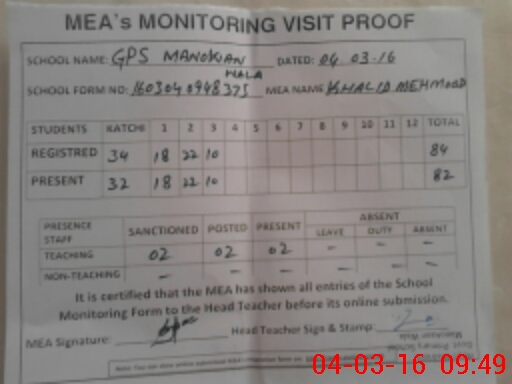 MEA's MONITORING VISIT PROOF
SCHOOL NAME: GPS MANOKIAN WALA DATED: 04 03-16
SCHOOL FORM NO: MEA NAME KHALID MEHMOOD
STUDENTS KATCHI 1 2 3 4 5 6 7 8 9 10 11 12 TOTAL
REGISTRED 34 18 22 10 84
PRESENT 32 18 22 10 82
PRESENCE STAFF SANCTIONED POSTED PRESENT ABSENT
LEAVE DUTY ABSENT
TEACHING 02 02 02 - - -
NON-TEACHING - - - - - -
It is certified that the MEA has shown all entries of the School
Monitoring Form to the Head Teacher before its online submission.
MEA Signature: Head Teacher Sign & Stamp:
04-03-16 09:49